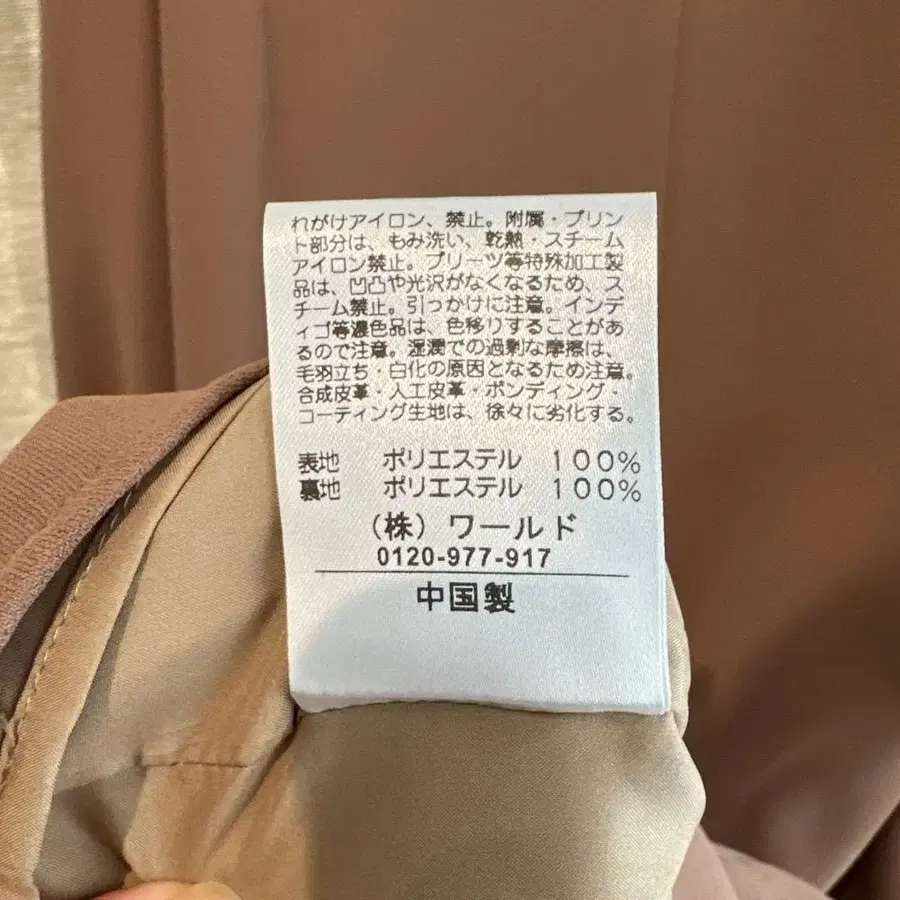 れがけアイロン、禁止。附属・プリン
ト部分は、もみ洗い、乾熱・スチーム
アイロン禁止。プリーツ等特殊加工製
品は、凹凸や光沢がなくなるため、ス
チーム禁止。引っかけに注意。インデ
ィゴ等濃色品は、色移りすることがあ
るので注意。湿潤での過剰な摩擦は、
毛羽立ち・白化の原因となるため注意。
合成皮革・人工皮革・ボンディング・
コーティング生地は、徐々に劣化する。
表地 ポリエステル 100%
裏地 ポリエステル 100%
(株)ワールド
0120-977-917
中国製